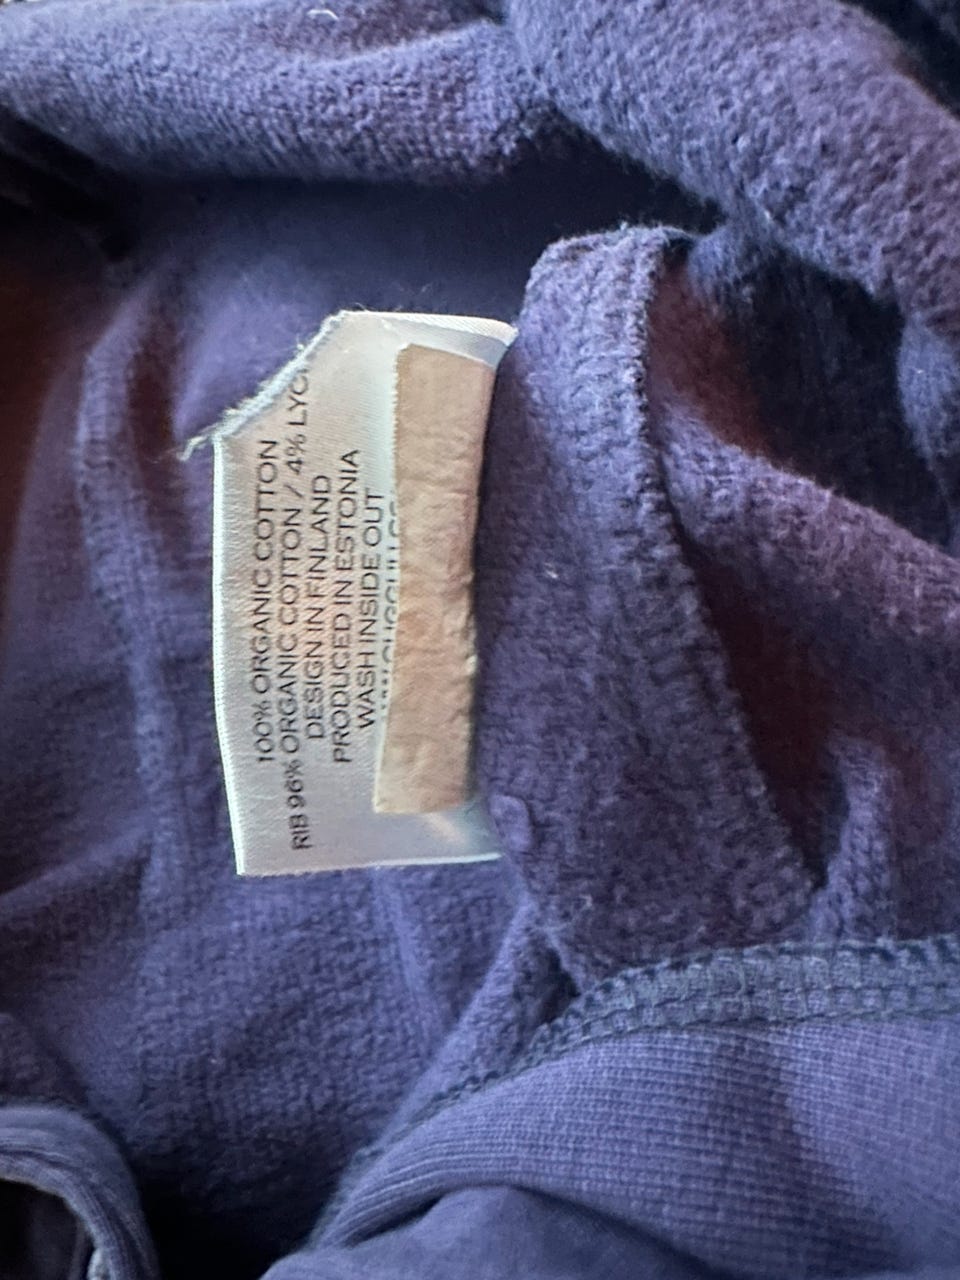 100% ORGANIC COTTON
RIB 96% ORGANIC COTTON / 4% LYC
DESIGN IN FINLAND
PRODUCED IN ESTONIA
WASH INSIDE OUT